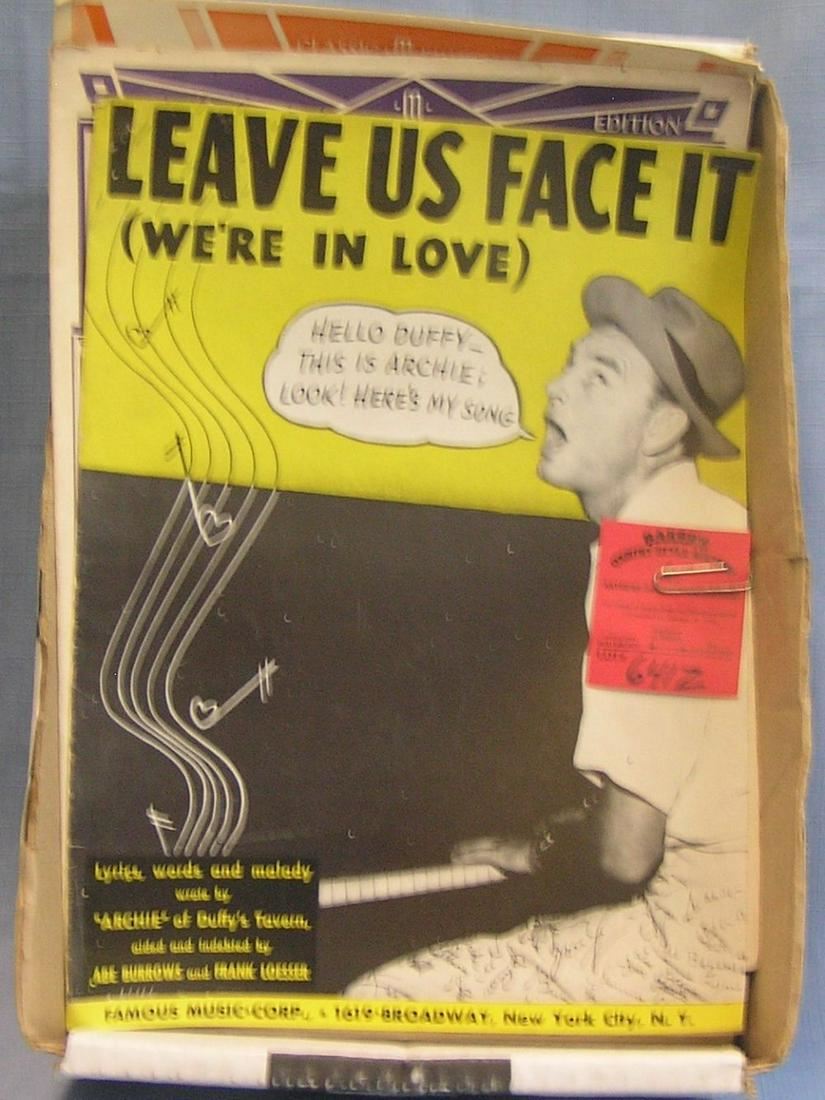 EDITION
LEAVE US FACE IT
(WE'RE IN LOVE)
HELLO DUFFY_
THIS IS ARCHIE;
LOOK! HERE'S MY SONG
6412
Lyrics, words and melody
wrote by
"ARCHIE" of Duffy's Tavern,
aided and indebted by
ABE BURROWS and FRANK LOESSER
FAMOUS MUSIC CORP., - 1619 BROADWAY, New York City, N. Y.